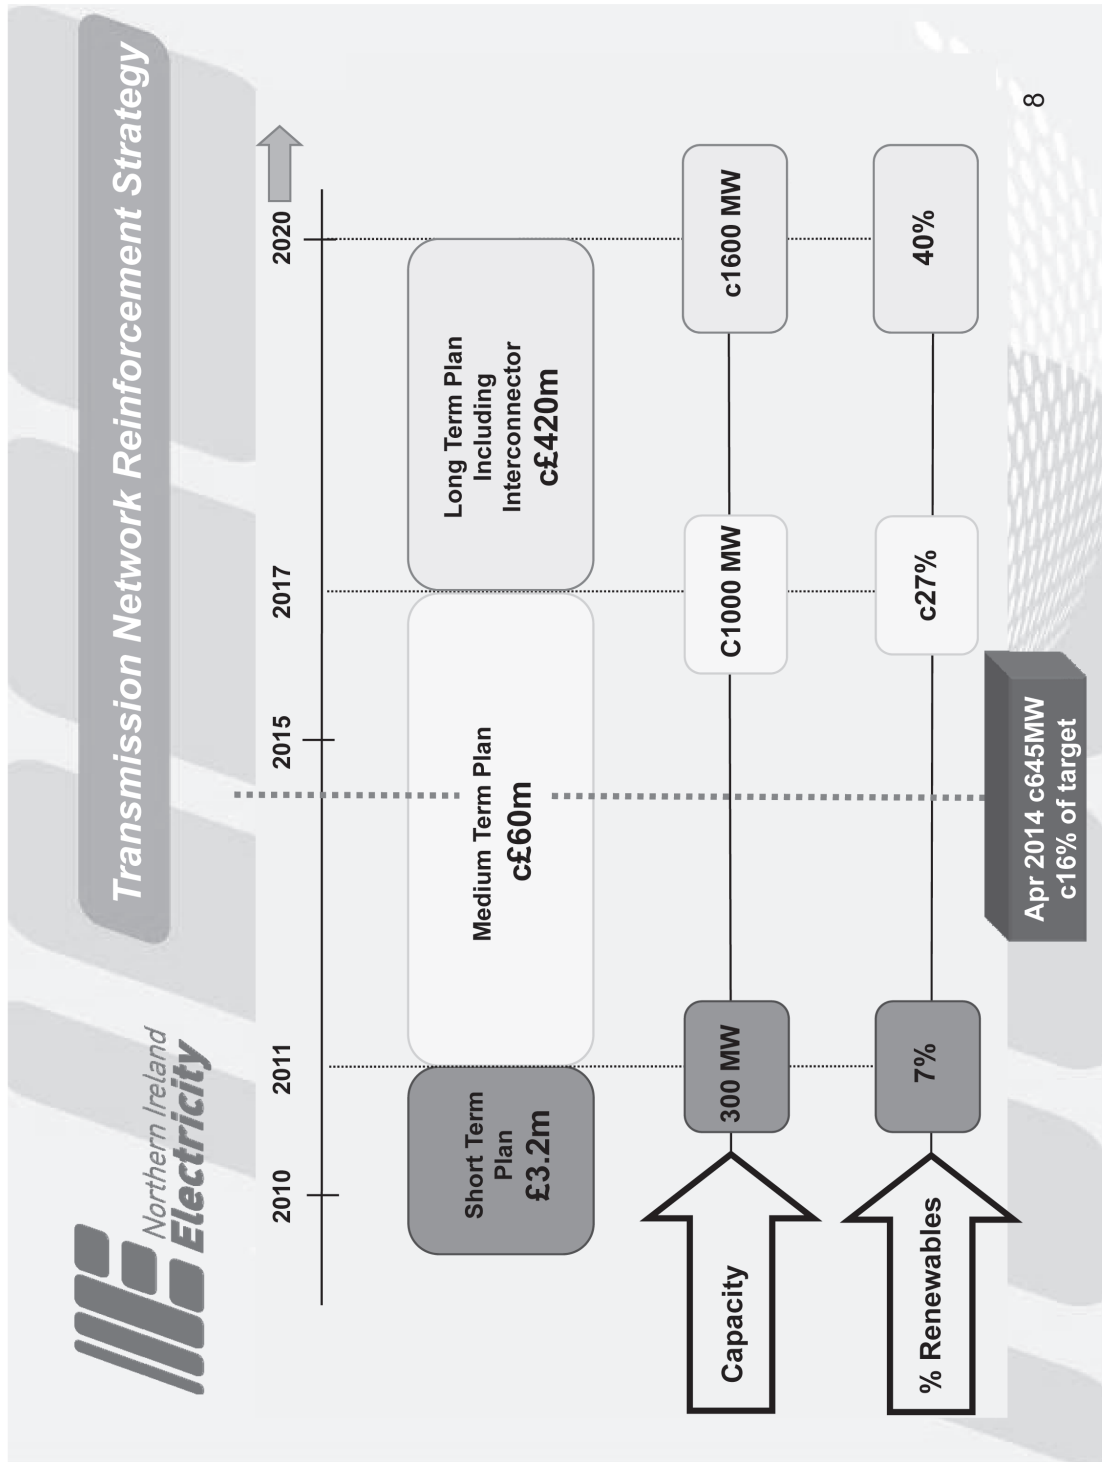 Northern Ireland
Electricity
Transmission Network Reinforcement Strategy
2010
2011
2015
2017
2020
Short Term
Plan
£3.2m
Medium Term Plan
c£60m
Long Term Plan
Including
Interconnector
c£420m
Capacity
300 MW
C1000 MW
c1600 MW
% Renewables
7%
c27%
40%
Apr 2014 c645MW
c16% of target
8